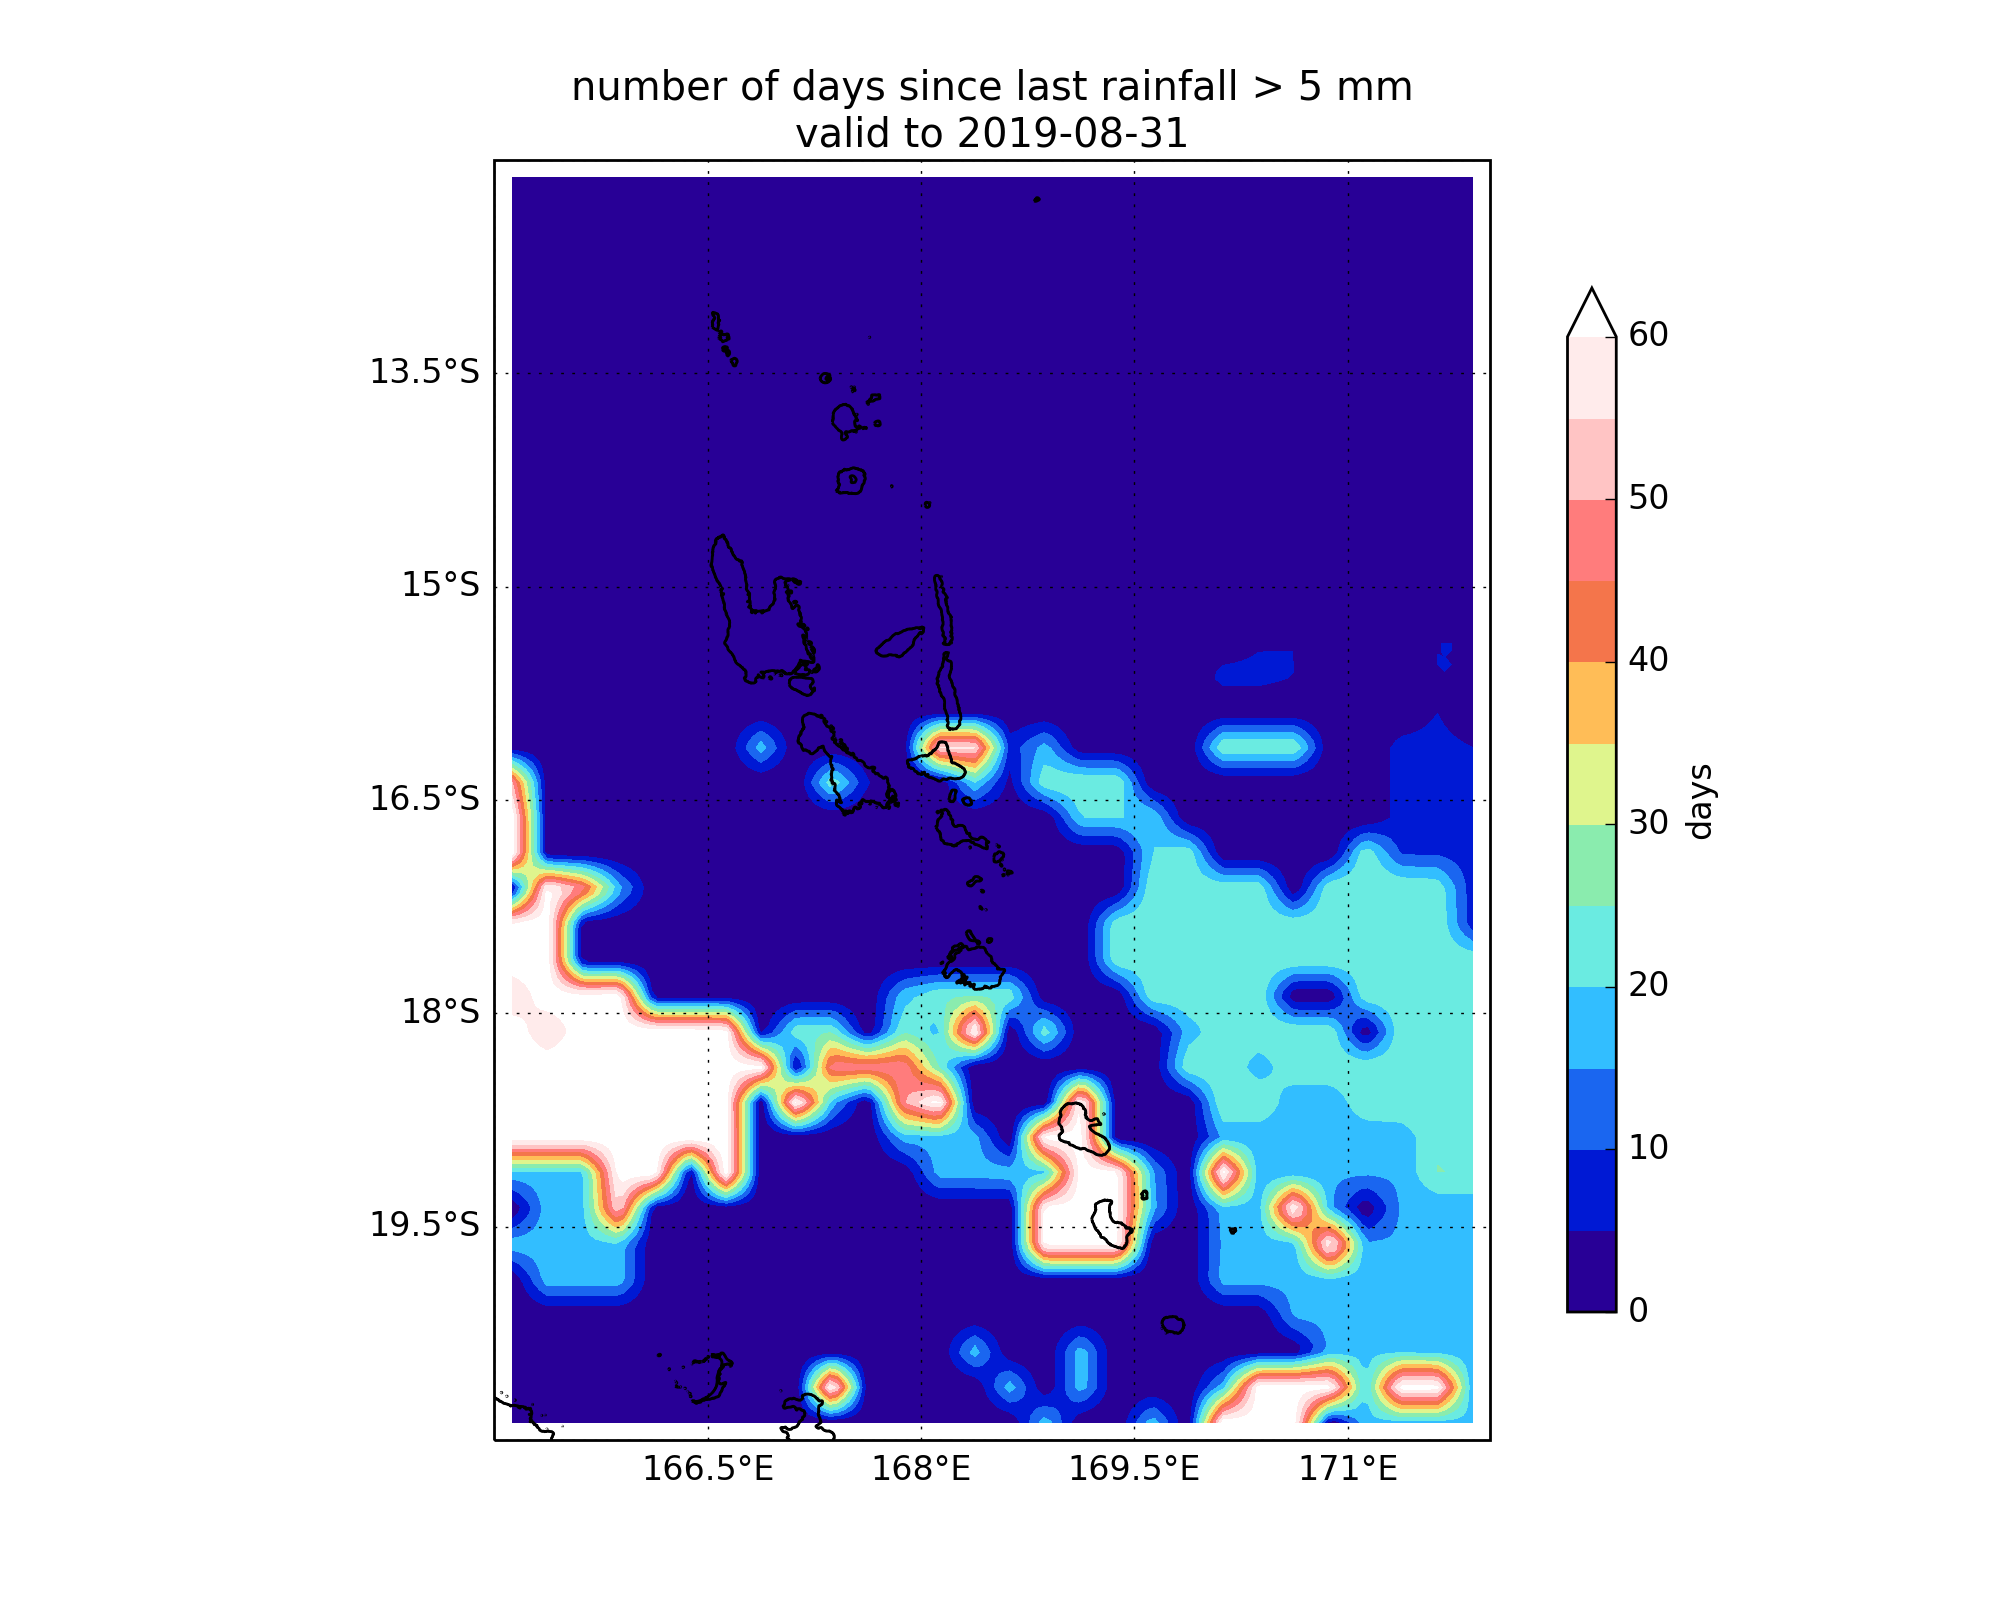 number of days since last rainfall > 5 mm
valid to 2019-08-31
13.5°S
15°S
16.5°S
18°S
19.5°S
166.5°E
168°E
169.5°E
171°E
60
50
40
30
20
10
0
days